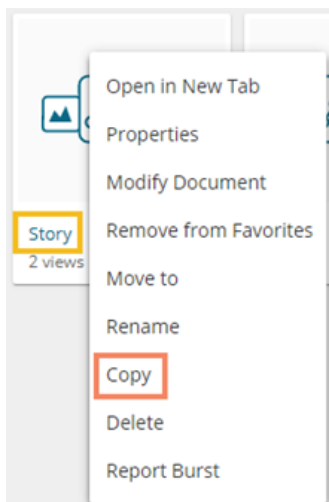 Open in New Tab
Properties
Modify Document
Story
Remove from Favorites
2 views
Move to
Rename
Copy
Delete
Report Burst